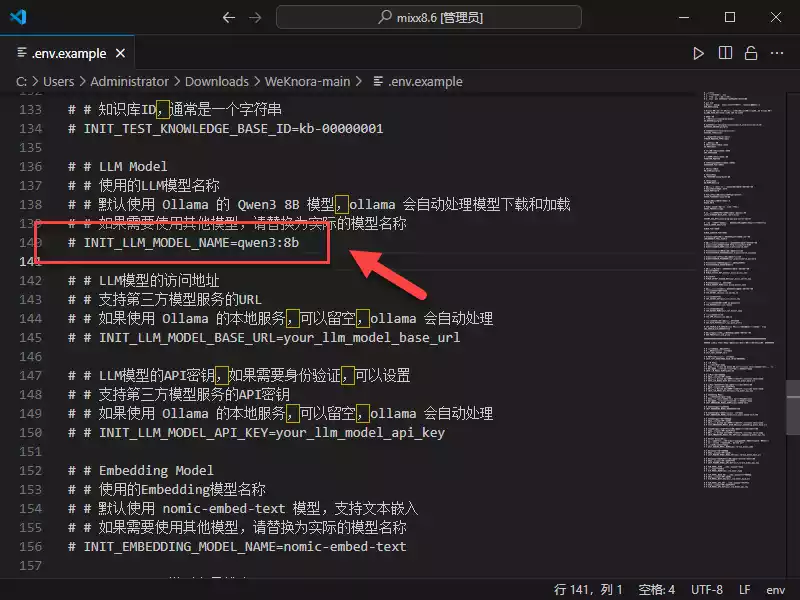 mixx8.6 [管理员]
.env.example
C: > Users > Administrator > Downloads > WeKnora-main > .env.example
133 # # 知识库ID，通常是一个字符串
134 # INIT_TEST_KNOWLEDGE_BASE_ID=kb-00000001
135
136 # # LLM Model
137 # # 使用的LLM模型名称
138 # # 默认使用 Ollama 的 Qwen3 8B 模型，ollama 会自动处理模型下载和加载
139 # # 如果需要使用其他模型，请替换为实际的模型名称
140 # INIT_LLM_MODEL_NAME=qwen3:8b
141
142 # # LLM模型的访问地址
143 # # 支持第三方模型服务的URL
144 # # 如果使用 Ollama 的本地服务，可以留空，ollama 会自动处理
145 # INIT_LLM_MODEL_BASE_URL=your_llm_model_base_url
146
147 # # LLM模型的API密钥，如果需要身份验证，可以设置
148 # # 支持第三方模型服务的API密钥
149 # # 如果使用 Ollama 的本地服务，可以留空，ollama 会自动处理
150 # INIT_LLM_MODEL_API_KEY=your_llm_model_api_key
151
152 # # Embedding Model
153 # # 使用的Embedding模型名称
154 # # 默认使用 nomic-embed-text 模型，支持文本嵌入
155 # # 如果需要使用其他模型，请替换为实际的模型名称
156 # INIT_EMBEDDING_MODEL_NAME=nomic-embed-text
157
行 141，列 1 空格: 4 UTF-8 LF env